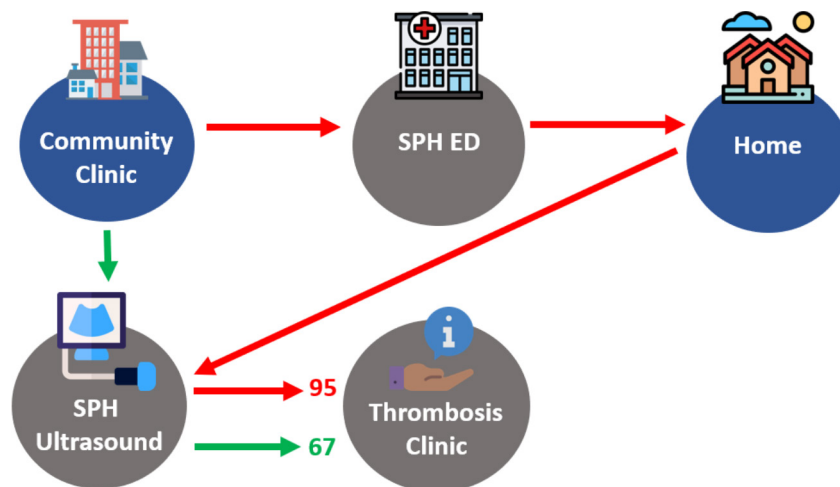 Community
Clinic
SPH ED
Home
SPH
Ultrasound
95
67
Thrombosis
Clinic